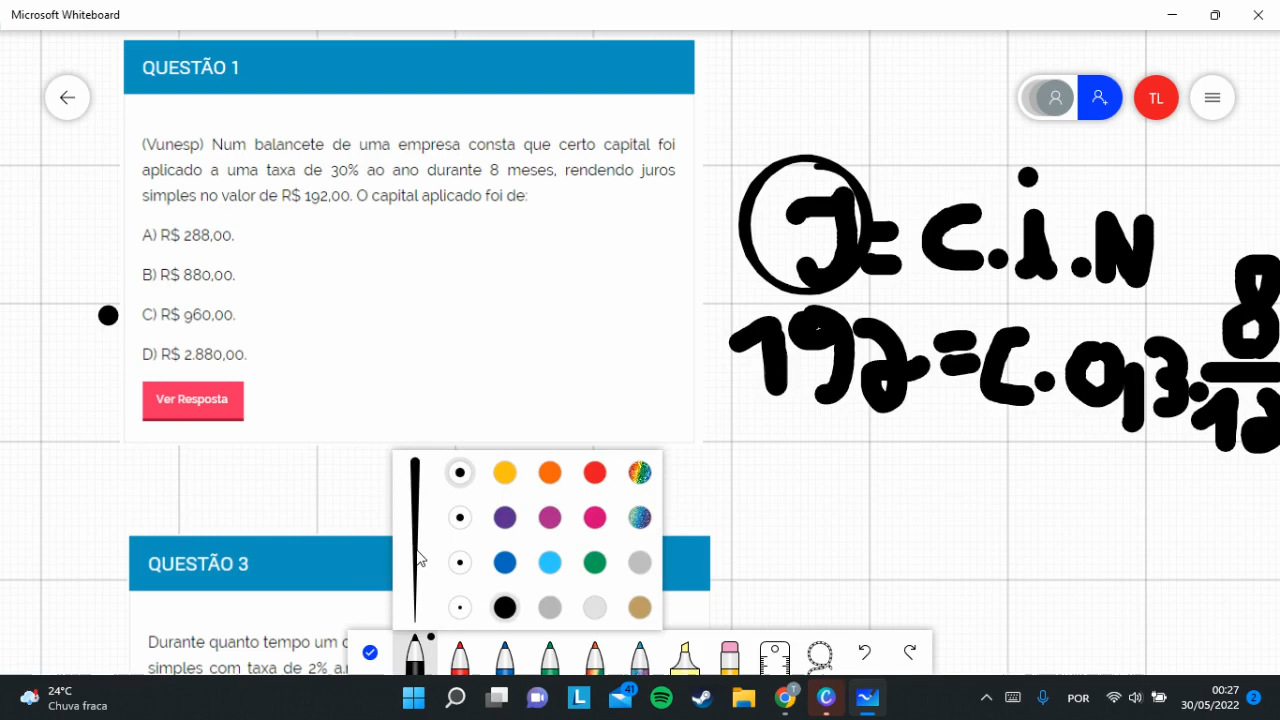 Microsoft Whiteboard
QUESTÃO 1
(Vunesp) Num balancete de uma empresa consta que certo capital foi
aplicado a uma taxa de 30% ao ano durante 8 meses, rendendo juros
simples no valor de R$ 192,00. O capital aplicado foi de:
A) R$ 288,00.
B) R$ 880,00.
C) R$ 960,00.
D) R$ 2.880,00.
Ver Resposta
TL
J=C.i.N
192=C.0,3.8/12
QUESTÃO 3
Durante quanto tempo um c
simples com taxa de 2% a.m
24°C
Chuva fraca
L
41
T
C
POR
00:27
30/05/2022
2